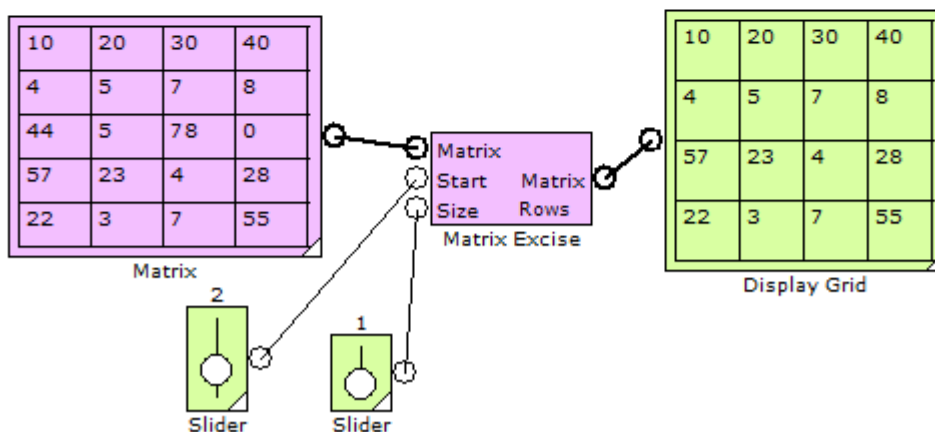 10 20 30 40
4 5 7 8
44 5 78 0
57 23 4 28
22 3 7 55
Matrix
Matrix
Start Matrix
Size Rows
Matrix Excise
10 20 30 40
4 5 7 8
57 23 4 28
22 3 7 55
Display Grid
2
Slider
1
Slider